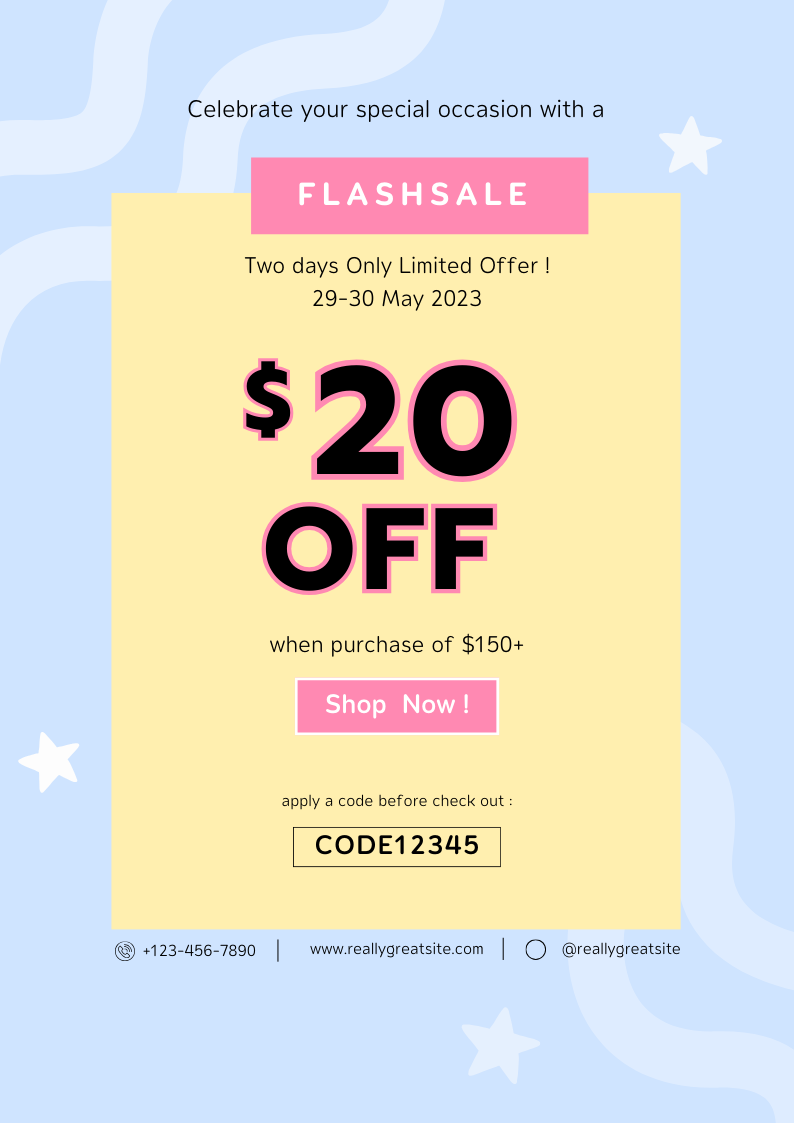 Celebrate your special occasion with a
FLASHSALE
Two days Only Limited Offer !
29-30 May 2023
$20
OFF
when purchase of $150+
Shop Now !
apply a code before check out :
CODE12345
+123-456-7890 | www.reallygreatsite.com | @reallygreatsite